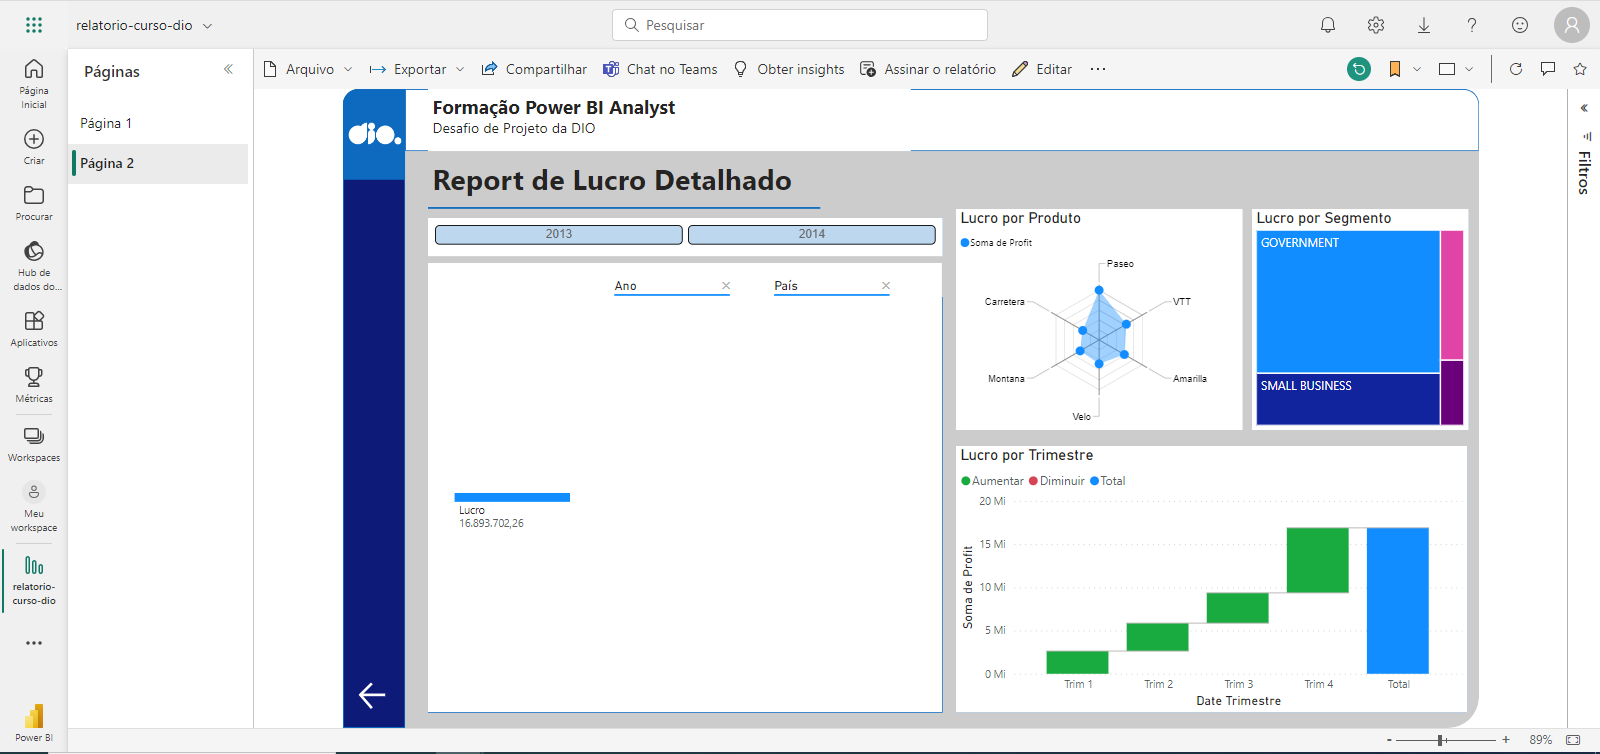 relatorio-curso-dio
Pesquisar
Página Inicial
Criar
Procurar
Hub de dados do...
Aplicativos
Métricas
Workspaces
Meu workspace
relatorio-curso-dio
Power BI
Páginas
Página 1
Página 2
Arquivo
Exportar
Compartilhar
Chat no Teams
Obter insights
Assinar o relatório
Editar
dio.
Formação Power BI Analyst
Desafio de Projeto da DIO
Report de Lucro Detalhado
2013
2014
Ano
País
Lucro
16.893.702,26
Lucro por Produto
Soma de Profit
Paseo
VTT
Amarilla
Velo
Montana
Carretera
Lucro por Segmento
GOVERNMENT
SMALL BUSINESS
Lucro por Trimestre
Aumentar Diminuir Total
Soma de Profit
20 Mi
15 Mi
10 Mi
5 Mi
0 Mi
Trim 1 Trim 2 Trim 3 Trim 4 Total
Date Trimestre
Filtros
- + 89%